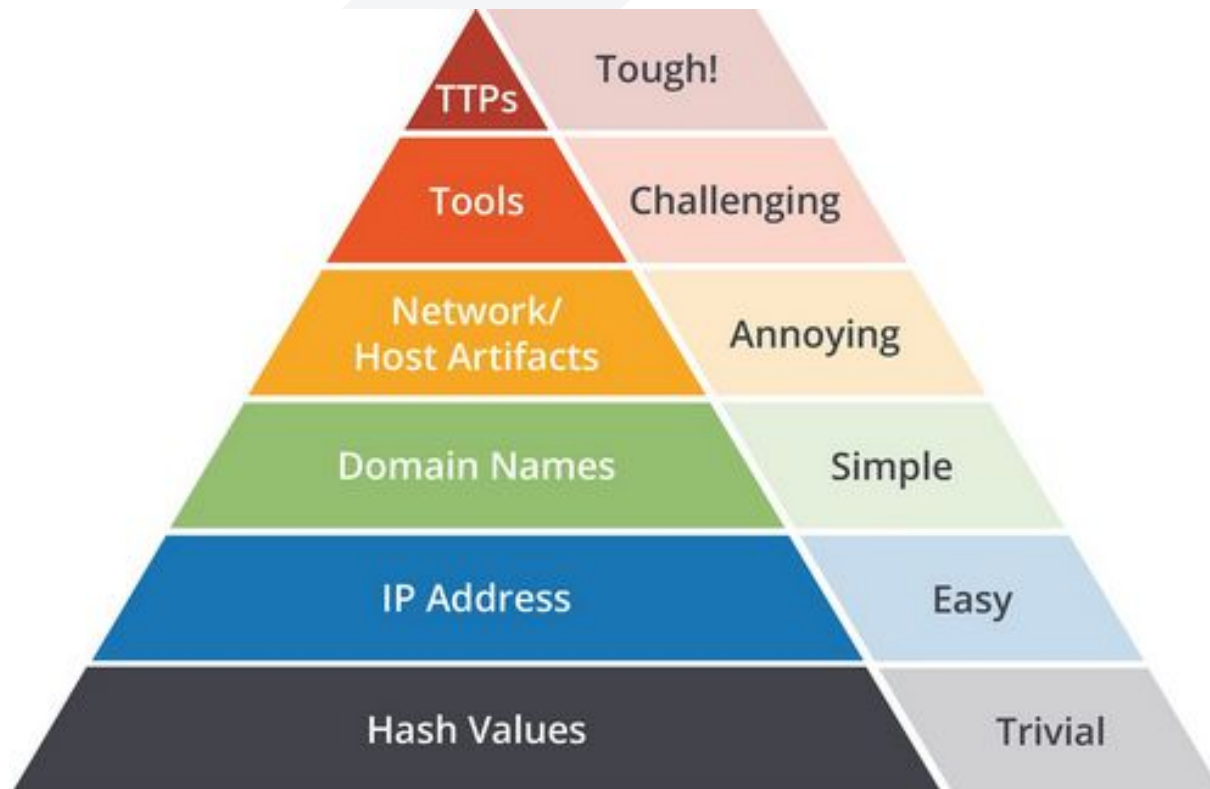 TTPs
Tough!
Tools
Challenging
Network/
Host Artifacts
Annoying
Domain Names
Simple
IP Address
Easy
Hash Values
Trivial